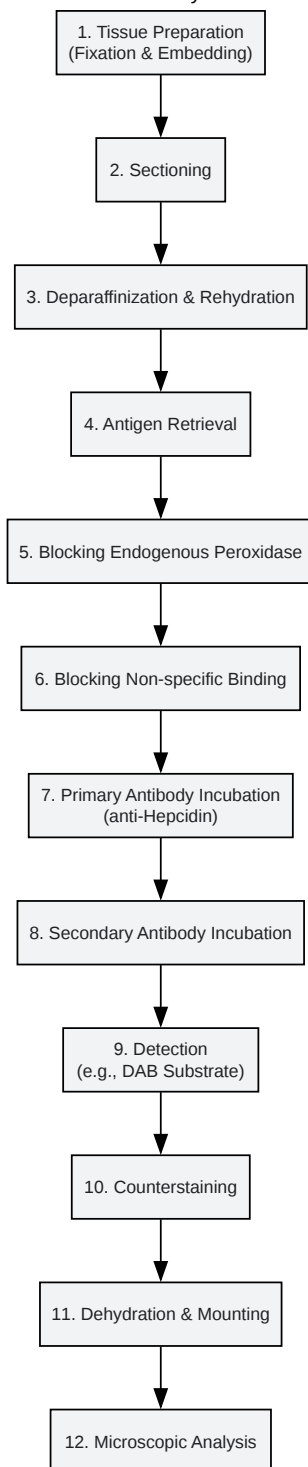 1. Tissue Preparation
(Fixation & Embedding)
2. Sectioning
3. Deparaffinization & Rehydration
4. Antigen Retrieval
5. Blocking Endogenous Peroxidase
6. Blocking Non-specific Binding
7. Primary Antibody Incubation
(anti-Hepcidin)
8. Secondary Antibody Incubation
9. Detection
(e.g., DAB Substrate)
10. Counterstaining
11. Dehydration & Mounting
12. Microscopic Analysis